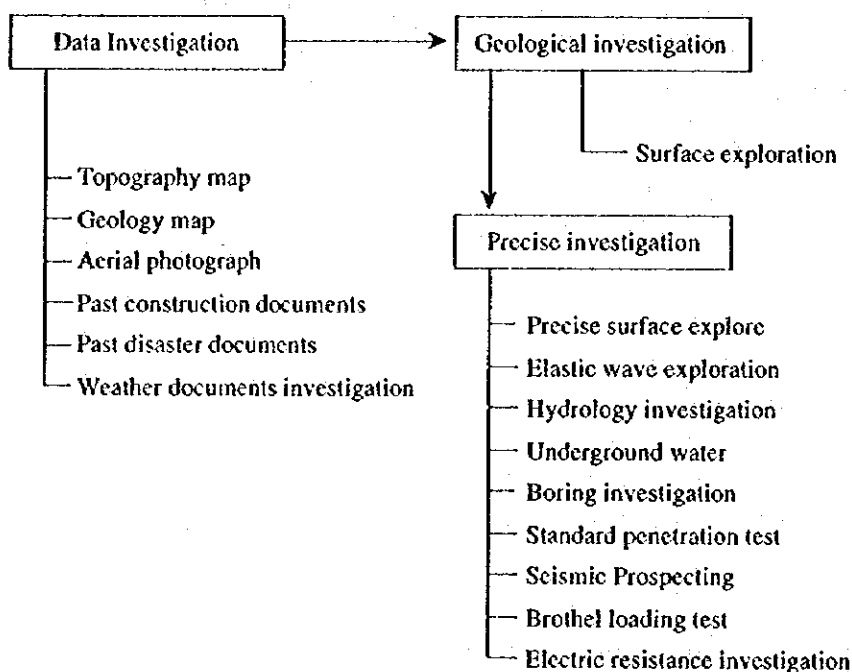 Data Investigation
Geological investigation
Surface exploration
Topography map
Geology map
Aerial photograph
Past construction documents
Past disaster documents
Weather documents investigation
Precise investigation
Precise surface explore
Elastic wave exploration
Hydrology investigation
Underground water
Boring investigation
Standard penetration test
Seismic Prospecting
Brothel loading test
Electric resistance investigation